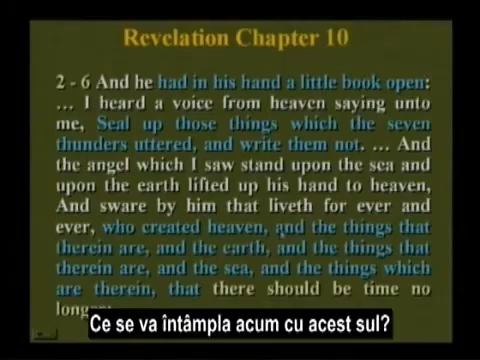 Revelation Chapter 10
2 - 6 And he had in his hand a little book open:
... I heard a voice from heaven saying unto
me, Seal up those things which the seven
thunders uttered, and write them not. ... And
the angel which I saw stand upon the sea and
upon the earth lifted up his hand to heaven,
And sware by him that liveth for ever and
ever, who created heaven, and the things that
therein are, and the earth, and the things that
therein are, and the sea, and the things which
are therein, that there should be time no
longer:
Ce se va întâmpla acum cu acest sul?